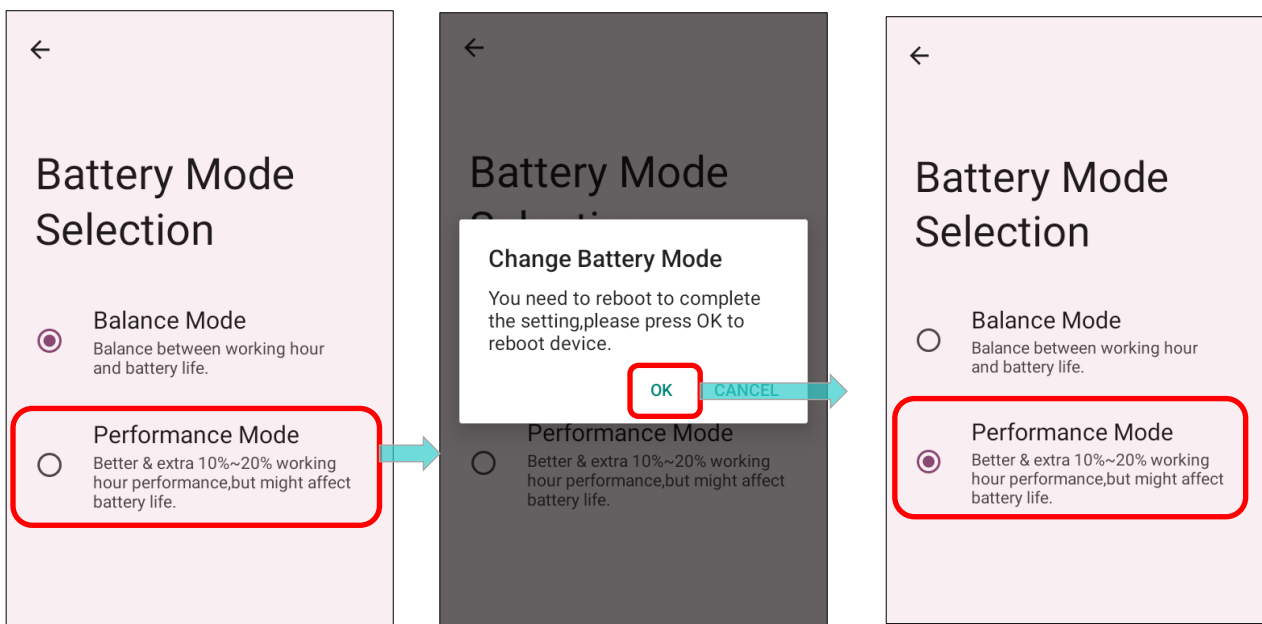 Battery Mode
Selection
Balance Mode
Balance between working hour
and battery life.
Performance Mode
Better & extra 10%~20% working
hour performance,but might affect
battery life.
Battery Mode
Change Battery Mode
You need to reboot to complete
the setting,please press OK to
reboot device.
OK CANCEL
Performance Mode
Better & extra 10%~20% working
hour performance,but might affect
battery life.
Battery Mode
Selection
Balance Mode
Balance between working hour
and battery life.
Performance Mode
Better & extra 10%~20% working
hour performance,but might affect
battery life.